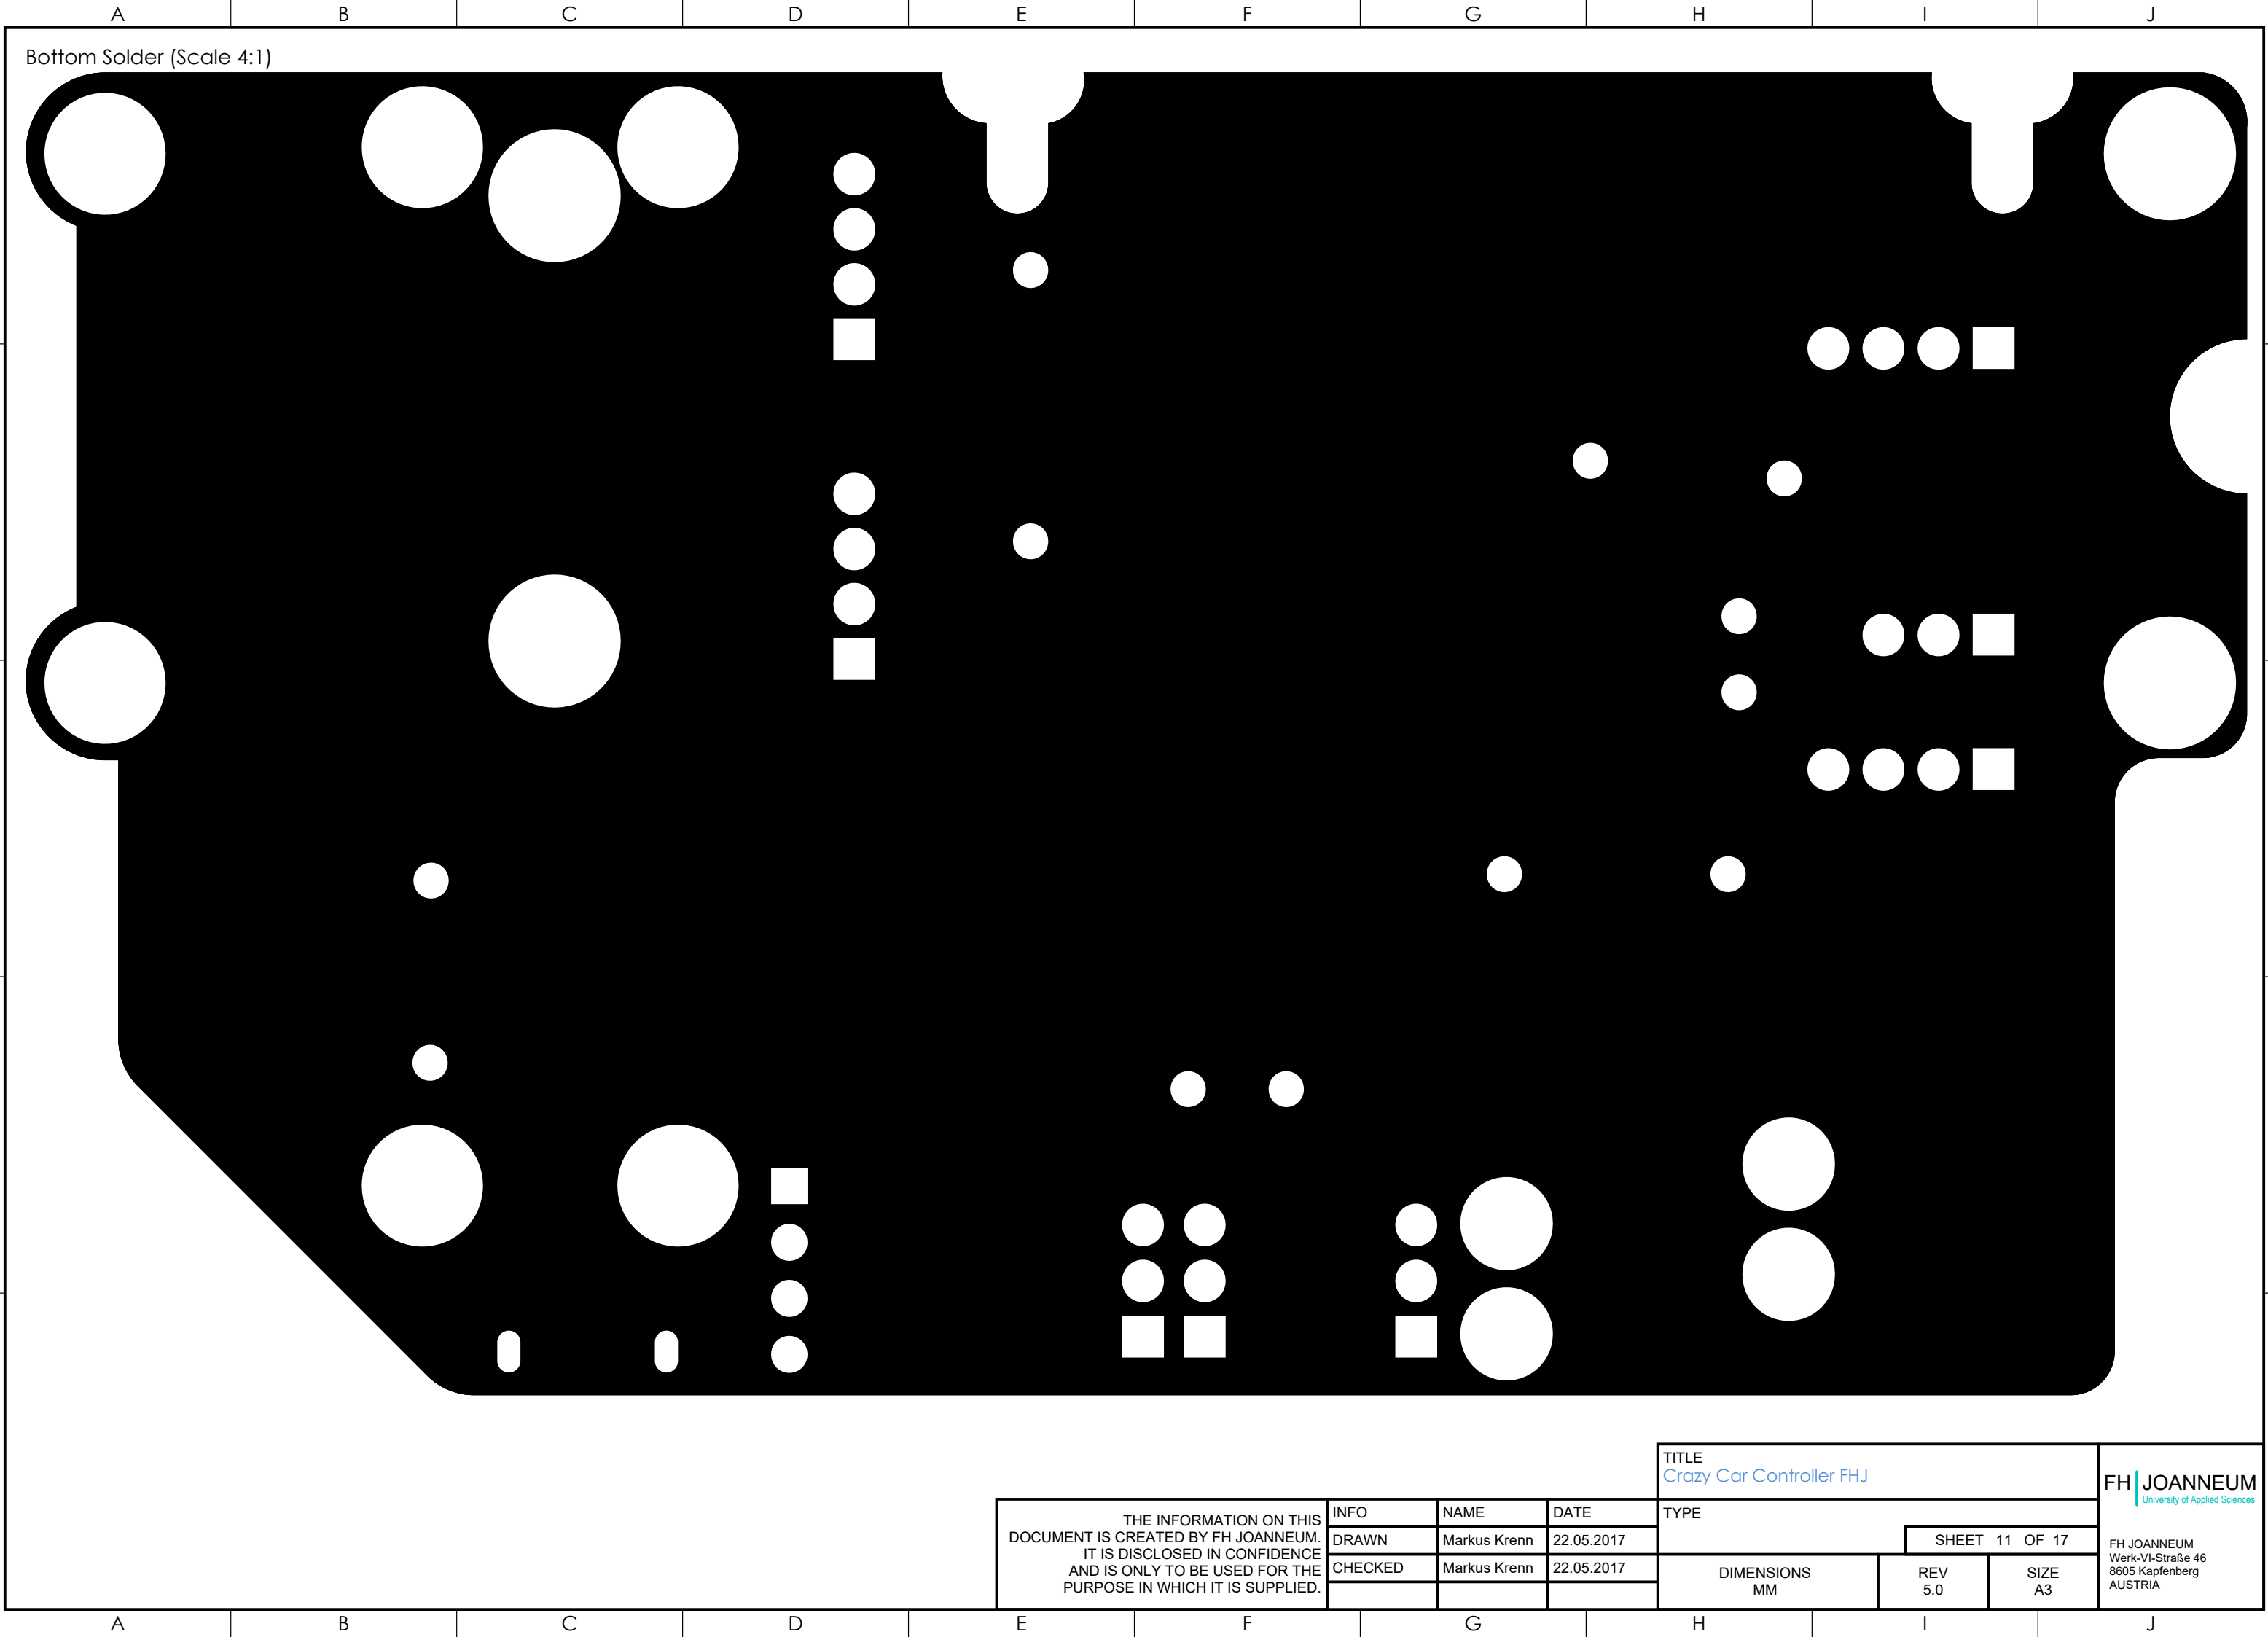 A B C D E F G H I J
Bottom Solder (Scale 4:1)
TITLE
Crazy Car Controller FHJ
FH JOANNEUM
University of Applied Sciences
THE INFORMATION ON THIS
DOCUMENT IS CREATED BY FH JOANNEUM.
IT IS DISCLOSED IN CONFIDENCE
AND IS ONLY TO BE USED FOR THE
PURPOSE IN WHICH IT IS SUPPLIED.
INFO NAME DATE
DRAWN Markus Krenn 22.05.2017
CHECKED Markus Krenn 22.05.2017
TYPE
SHEET 11 OF 17
DIMENSIONS
MM
REV
5.0
SIZE
A3
FH JOANNEUM
Werk-VI-Straße 46
8605 Kapfenberg
AUSTRIA
A B C D E F G H I J